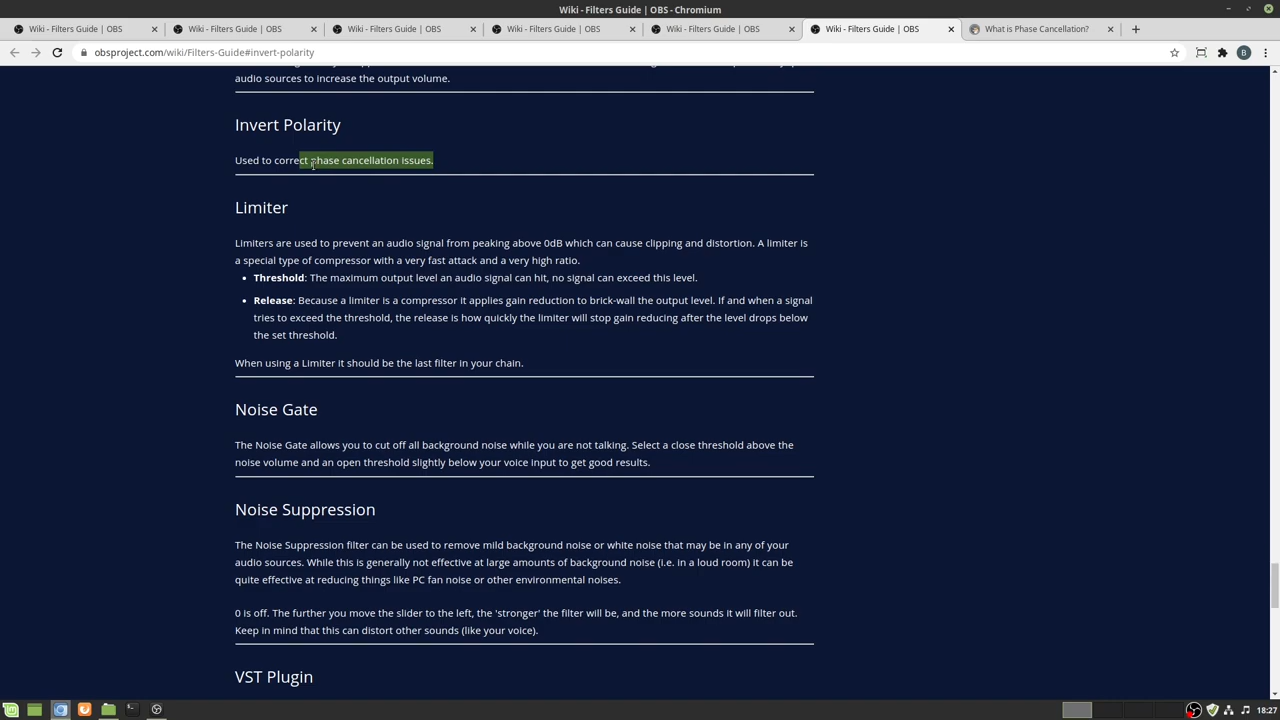 Wiki - Filters Guide | OBS - Chromium
Wiki - Filters Guide | OBS
Wiki - Filters Guide | OBS
Wiki - Filters Guide | OBS
Wiki - Filters Guide | OBS
Wiki - Filters Guide | OBS
Wiki - Filters Guide | OBS
What is Phase Cancellation?
obsproject.com/wiki/Filters-Guide#invert-polarity
B
audio sources to increase the output volume.
Invert Polarity
Used to correct phase cancellation issues.
Limiter
Limiters are used to prevent an audio signal from peaking above 0dB which can cause clipping and distortion. A limiter is
a special type of compressor with a very fast attack and a very high ratio.
• Threshold: The maximum output level an audio signal can hit, no signal can exceed this level.
• Release: Because a limiter is a compressor it applies gain reduction to brick-wall the output level. If and when a signal
tries to exceed the threshold, the release is how quickly the limiter will stop gain reducing after the level drops below
the set threshold.
When using a Limiter it should be the last filter in your chain.
Noise Gate
The Noise Gate allows you to cut off all background noise while you are not talking. Select a close threshold above the
noise volume and an open threshold slightly below your voice input to get good results.
Noise Suppression
The Noise Suppression filter can be used to remove mild background noise or white noise that may be in any of your
audio sources. While this is generally not effective at large amounts of background noise (i.e. in a loud room) it can be
quite effective at reducing things like PC fan noise or other environmental noises.
0 is off. The further you move the slider to the left, the 'stronger' the filter will be, and the more sounds it will filter out.
Keep in mind that this can distort other sounds (like your voice).
VST Plugin
18:27